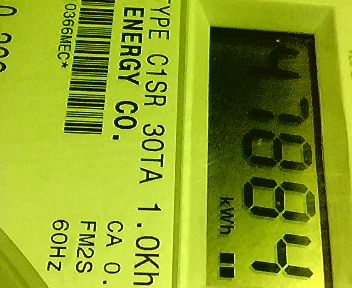 TYPE C1SR 30TA 1.0Kh
ENERGY CO.
CA 0.
FM2S
60Hz
0366MEC*
47884
kWh